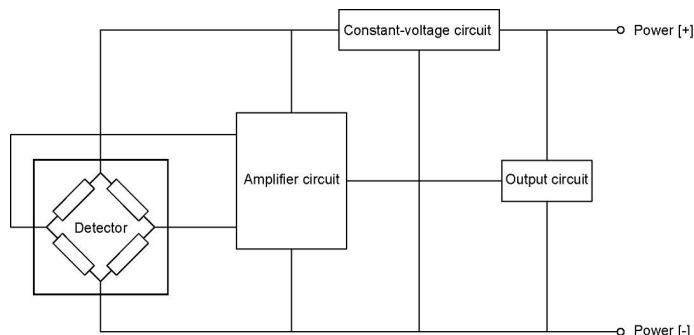 Constant-voltage circuit
Power [+]
Amplifier circuit
Output circuit
Detector
Power [-]